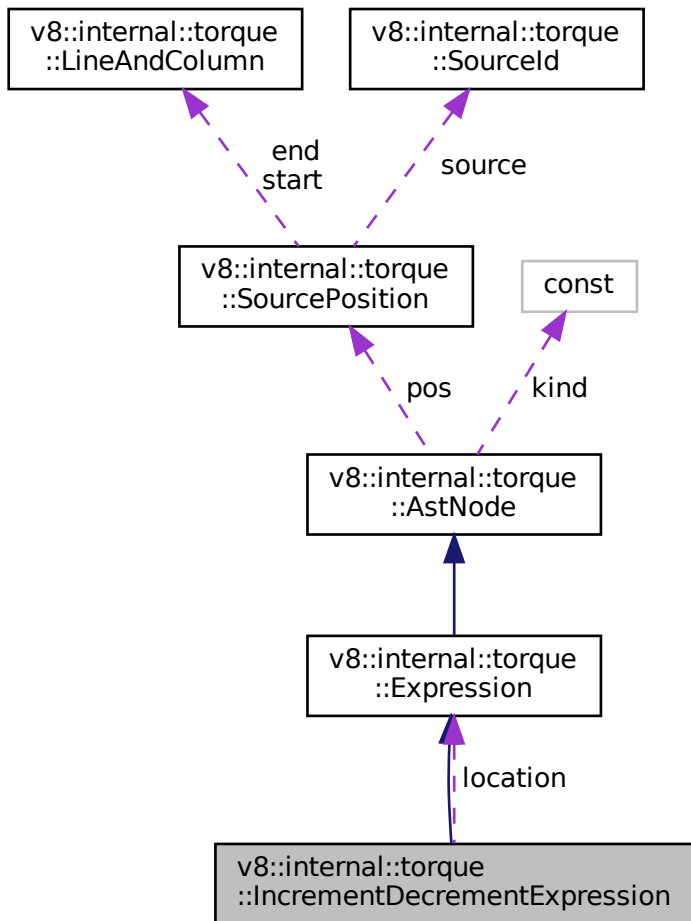 v8::internal::torque
::LineAndColumn
v8::internal::torque
::SourceId
end
start
source
v8::internal::torque
::SourcePosition
const
pos
kind
v8::internal::torque
::AstNode
v8::internal::torque
::Expression
location
v8::internal::torque
::IncrementDecrementExpression